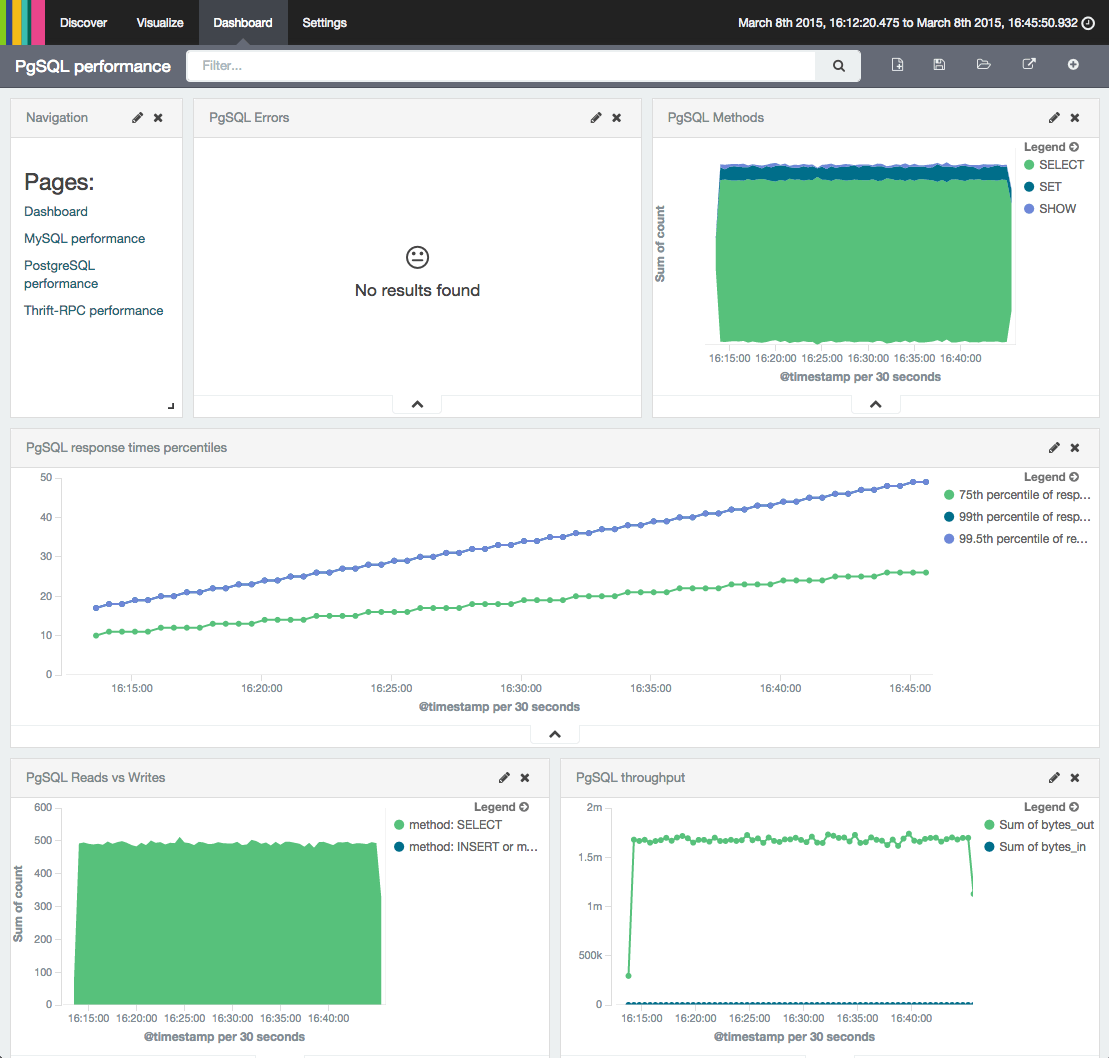 Discover Visualize Dashboard Settings March 8th 2015, 16:12:20.475 to March 8th 2015, 16:45:50.932
PgSQL performance Filter...
Navigation
Pages:
Dashboard
MySQL performance
PostgreSQL
performance
Thrift-RPC performance
PgSQL Errors
No results found
PgSQL Methods
Legend
SELECT
SET
SHOW
Sum of count
16:15:00 16:20:00 16:25:00 16:30:00 16:35:00 16:40:00
@timestamp per 30 seconds
PgSQL response times percentiles
Legend
75th percentile of resp...
99th percentile of resp...
99.5th percentile of re...
50
40
30
20
10
0
16:15:00 16:20:00 16:25:00 16:30:00 16:35:00 16:40:00 16:45:00
@timestamp per 30 seconds
PgSQL Reads vs Writes
Legend
method: SELECT
method: INSERT or m...
Sum of count
600
500
400
300
200
100
0
16:15:00 16:20:00 16:25:00 16:30:00 16:35:00 16:40:00
@timestamp per 30 seconds
PgSQL throughput
Legend
Sum of bytes_out
Sum of bytes_in
2m
1.5m
1m
500k
0
16:15:00 16:20:00 16:25:00 16:30:00 16:35:00 16:40:00
@timestamp per 30 seconds